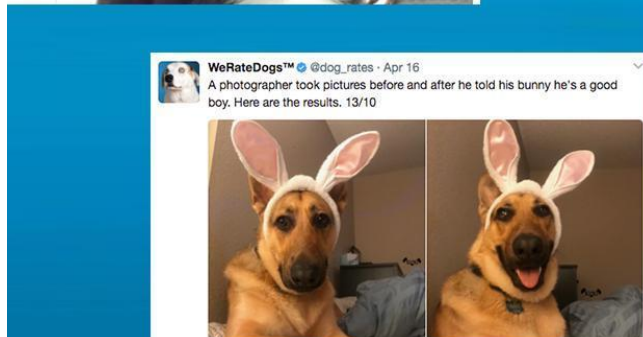 WeRateDogs™ @dog_rates · Apr 16
A photographer took pictures before and after he told his bunny he's a good
boy. Here are the results. 13/10